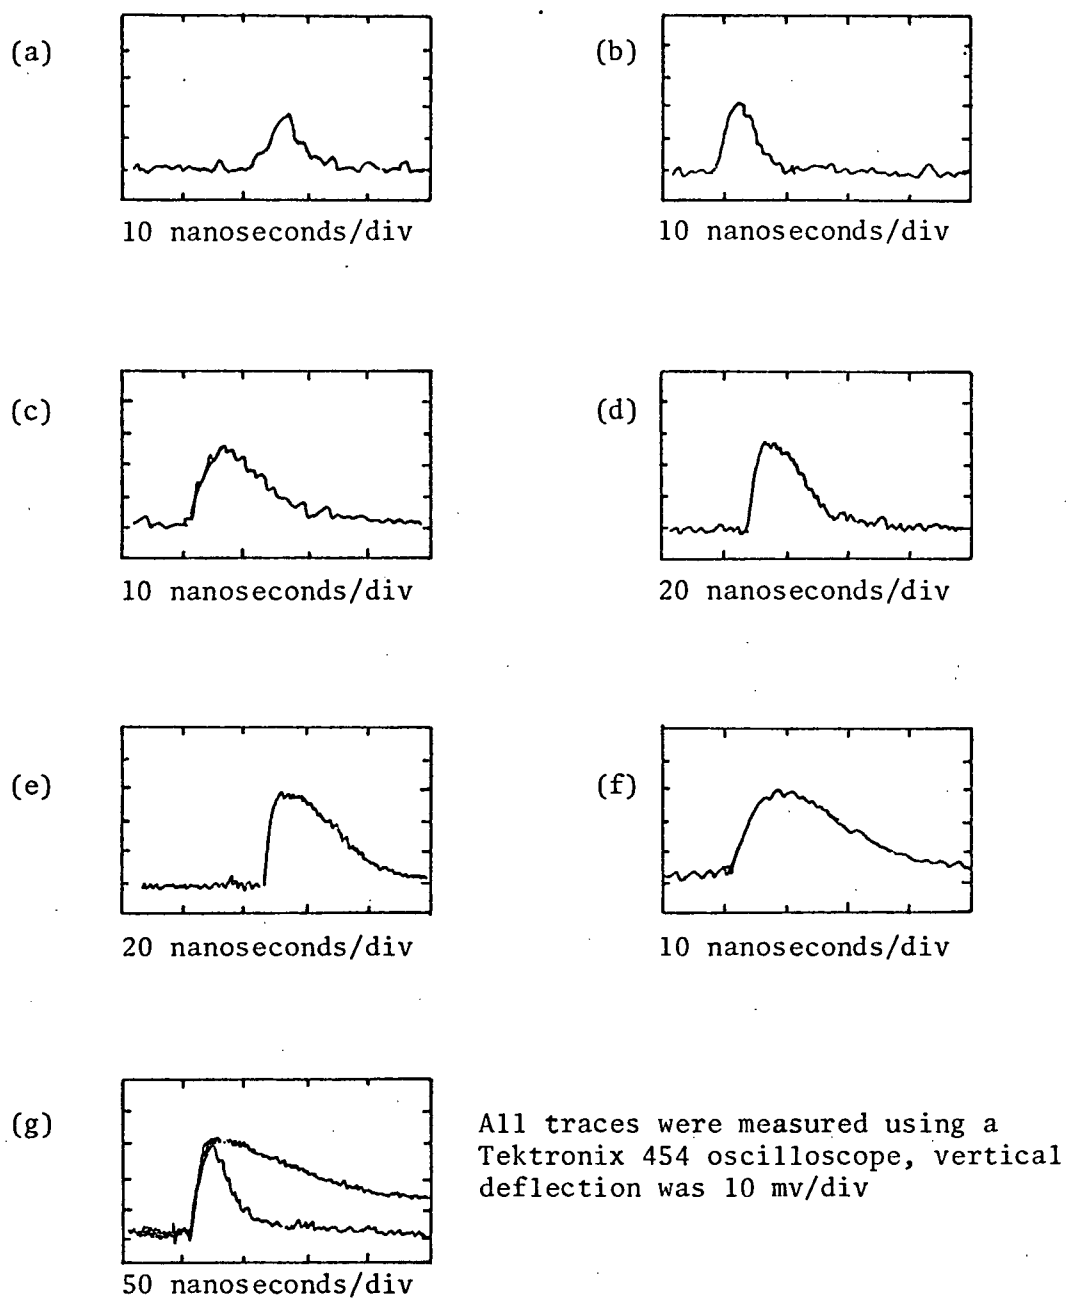 (a)
(b)
10 nanoseconds/div
10 nanoseconds/div
(c)
(d)
10 nanoseconds/div
20 nanoseconds/div
(e)
(f)
20 nanoseconds/div
10 nanoseconds/div
(g)
All traces were measured using a
Tektronix 454 oscilloscope, vertical
deflection was 10 mv/div
50 nanoseconds/div